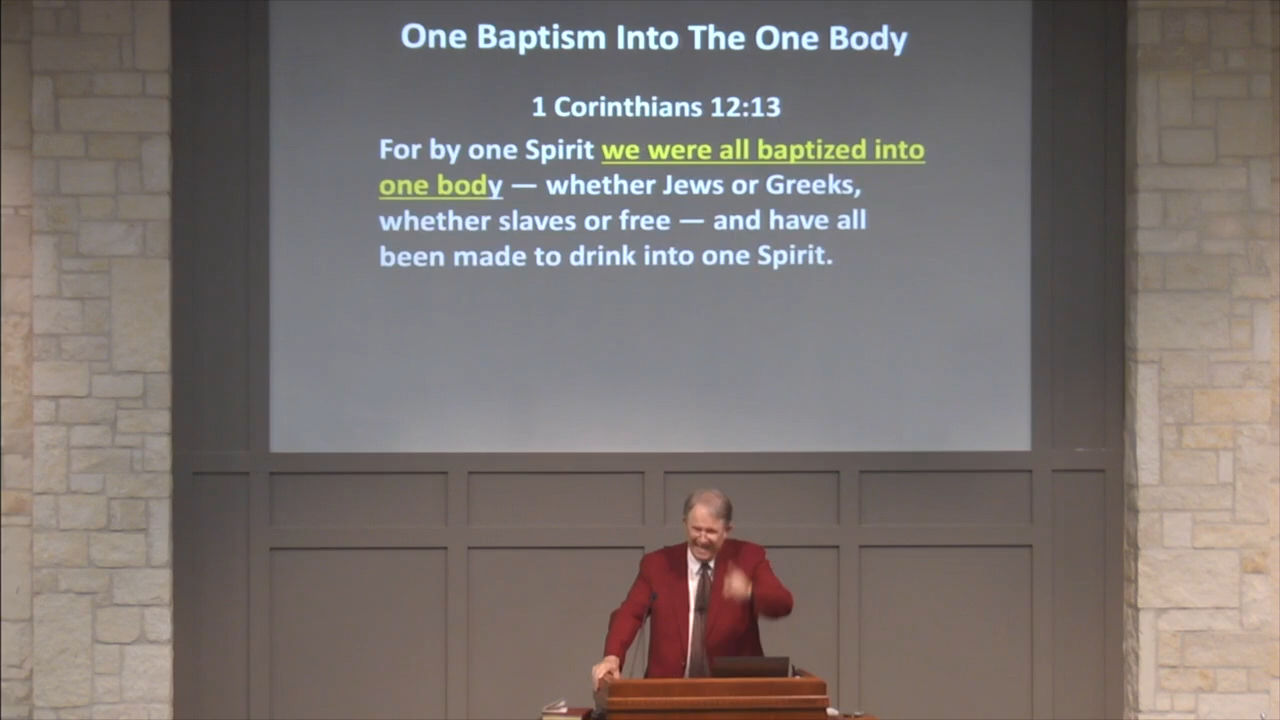 One Baptism Into The One Body
1 Corinthians 12:13
For by one Spirit we were all baptized into
one body — whether Jews or Greeks,
whether slaves or free — and have all
been made to drink into one Spirit.